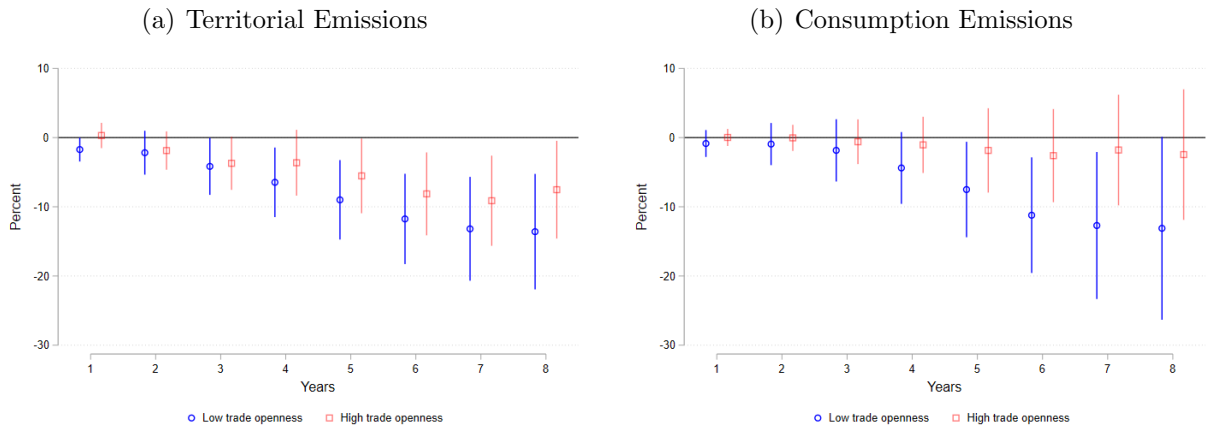 (a) Territorial Emissions
10
0
-10
-20
-30
Percent
1 2 3 4 5 6 7 8
Years
Low trade openness High trade openness
(b) Consumption Emissions
10
0
-10
-20
-30
Percent
1 2 3 4 5 6 7 8
Years
Low trade openness High trade openness